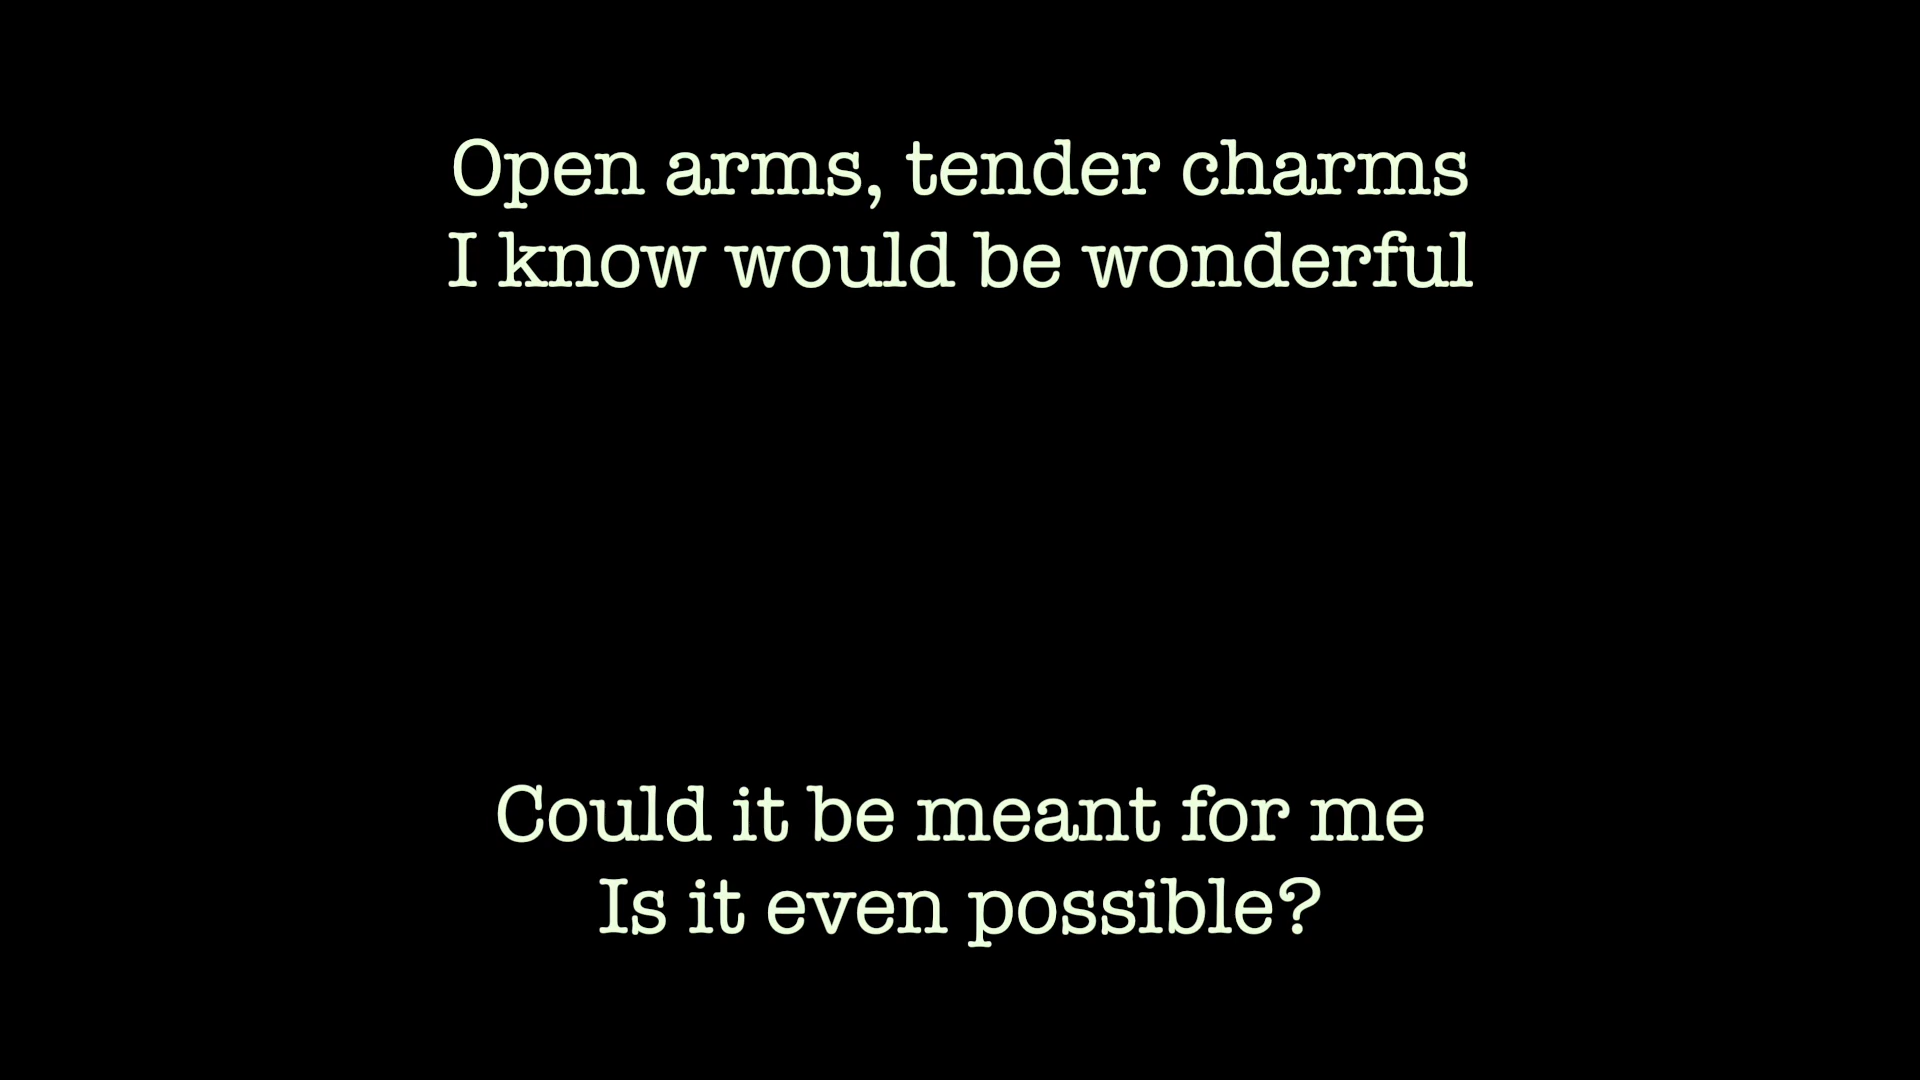 Open arms, tender charms
I know would be wonderful
Could it be meant for me
Is it even possible?